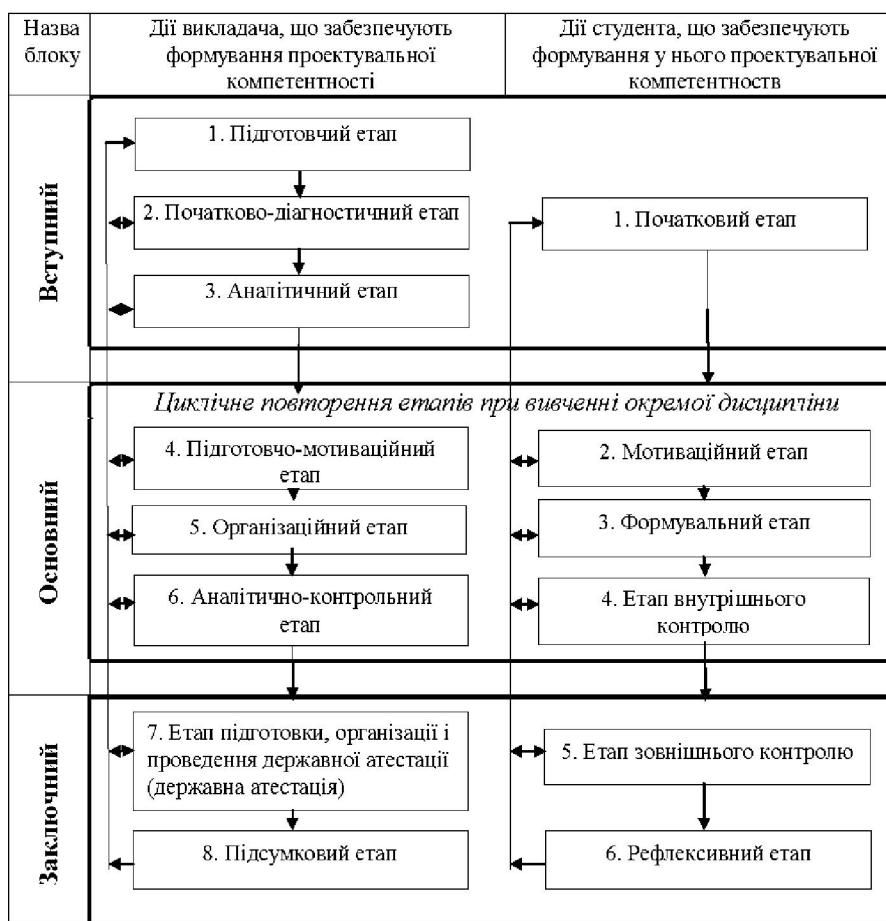 Назва
блоку
Дії викладача, що забезпечують
формування проектувальної
компетентності
Дії студента, що забезпечують
формування у нього проектувальної
компетентств
Вступний
1. Підготовчий етап
2. Початково-діагностичний етап
3. Аналітичний етап
1. Початковий етап
Основний
Циклічне повторення етапів при вивченні окремої дисципліни
4. Підготовчо-мотиваційний
етап
5. Організаційний етап
6. Аналітично-контрольний
етап
2. Мотиваційний етап
3. Формувальний етап
4. Етап внутрішнього
контролю
Заключний
7. Етап підготовки, організації і
проведення державної атестації
(державна атестація)
8. Підсумковий етап
5. Етап зовнішнього контролю
6. Рефлексивний етап